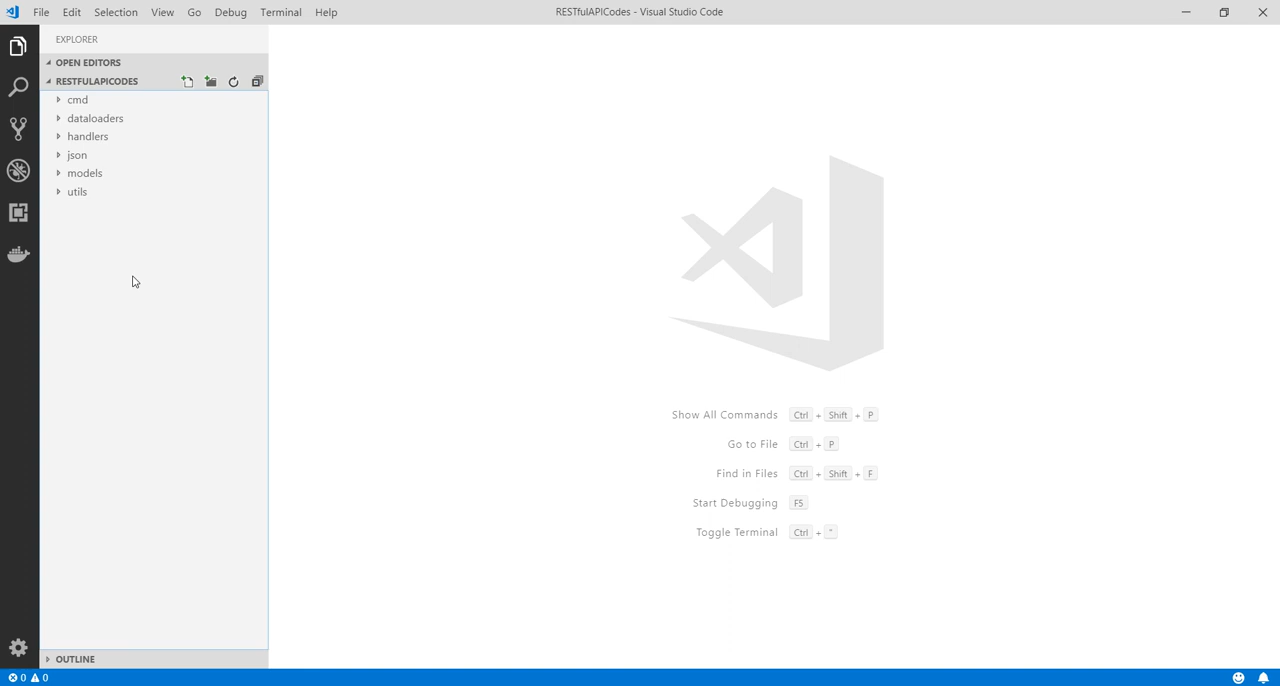 File Edit Selection View Go Debug Terminal Help
RESTfulAPICodes - Visual Studio Code
EXPLORER
OPEN EDITORS
RESTFULAPICODES
cmd
dataloaders
handlers
json
models
utils
Show All Commands Ctrl + Shift + P
Go to File Ctrl + P
Find in Files Ctrl + Shift + F
Start Debugging F5
Toggle Terminal Ctrl + "
OUTLINE
0 0